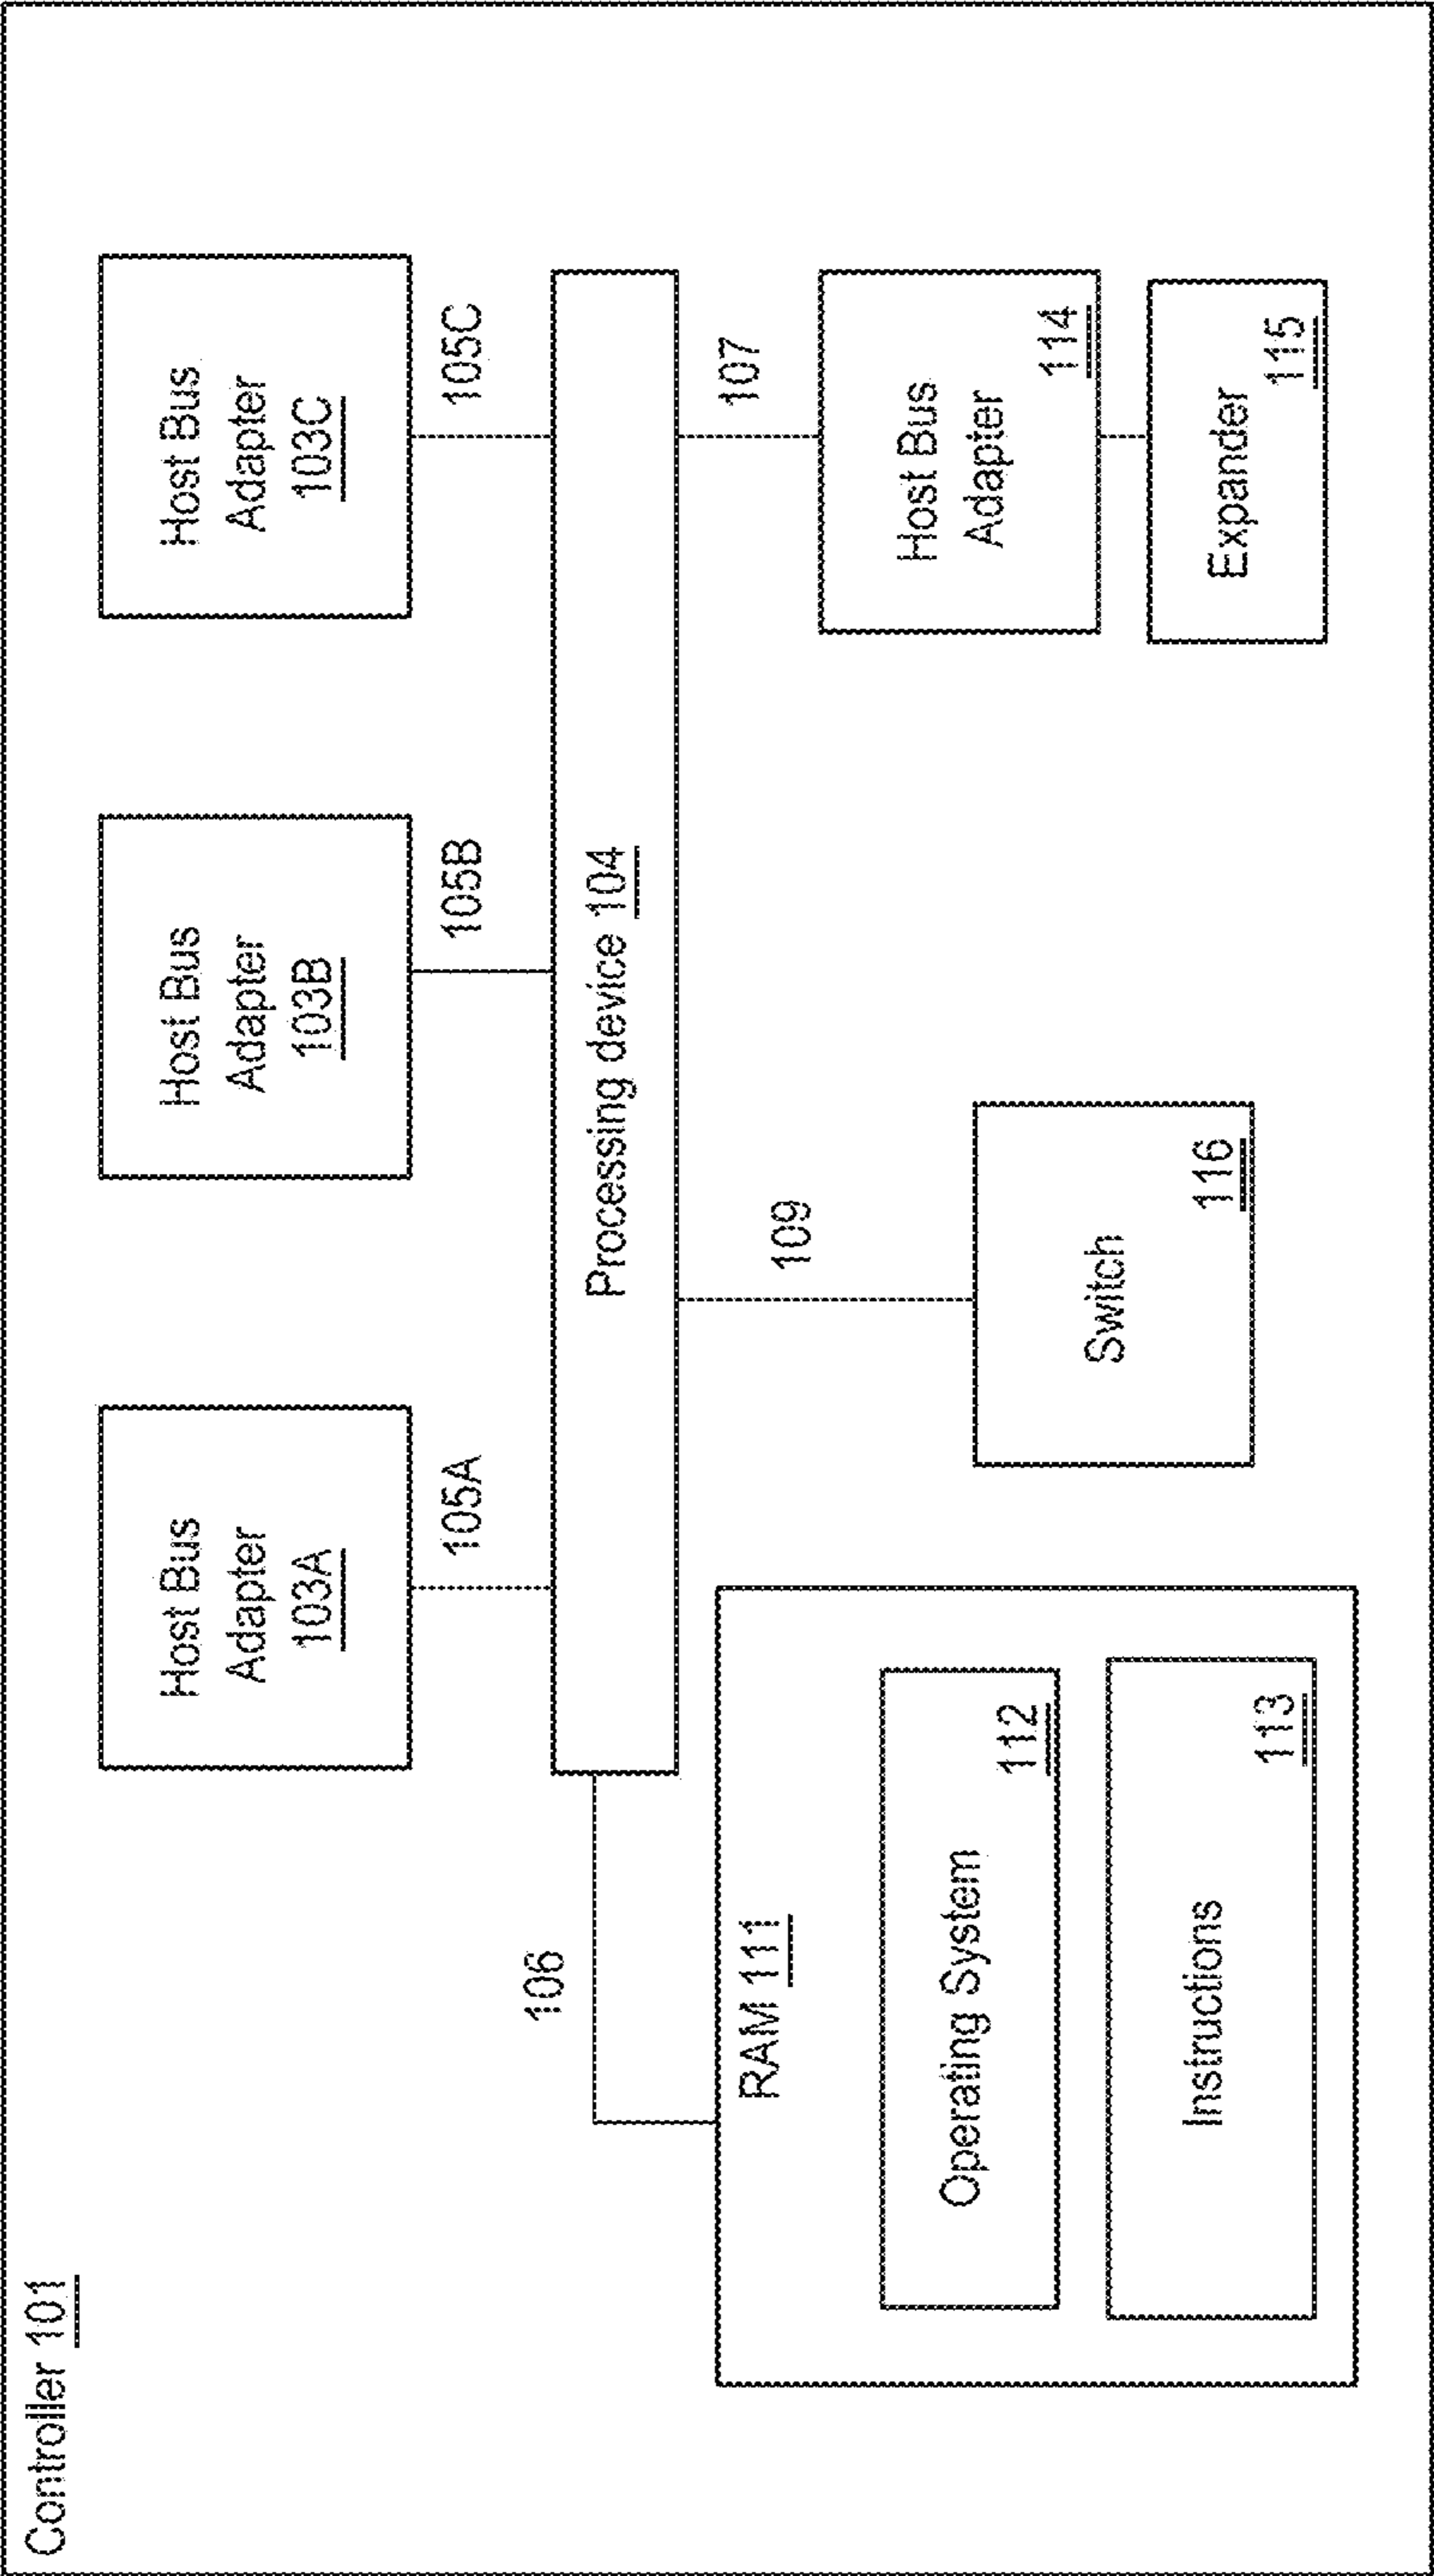 Controller 101
Host Bus
Adapter
103A
Host Bus
Adapter
103B
Host Bus
Adapter
103C
105A
105B
105C
Processing device 104
106
109
107
RAM 111
Operating System
112
Instructions
113
Switch
116
Host Bus
Adapter
114
Expander
115